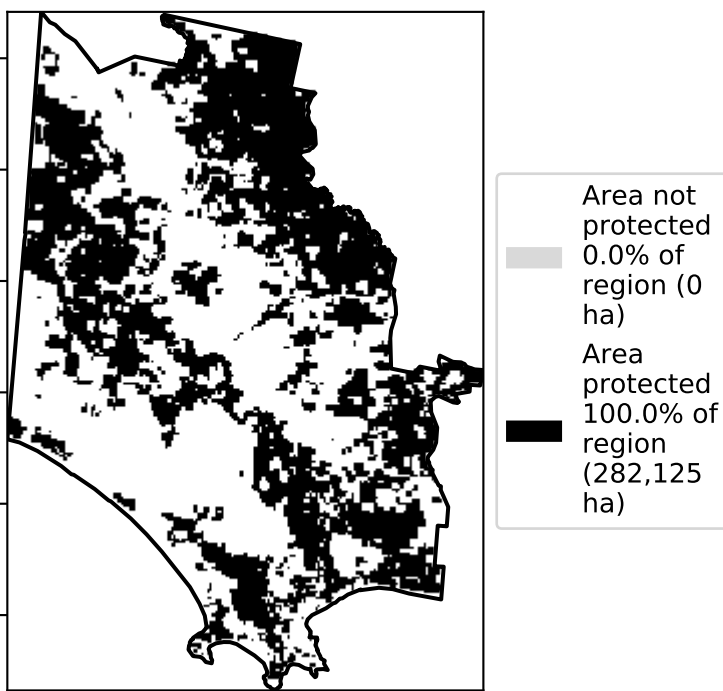 Area not
protected
0.0% of
region (0
ha)
Area
protected
100.0% of
region
(282,125
ha)